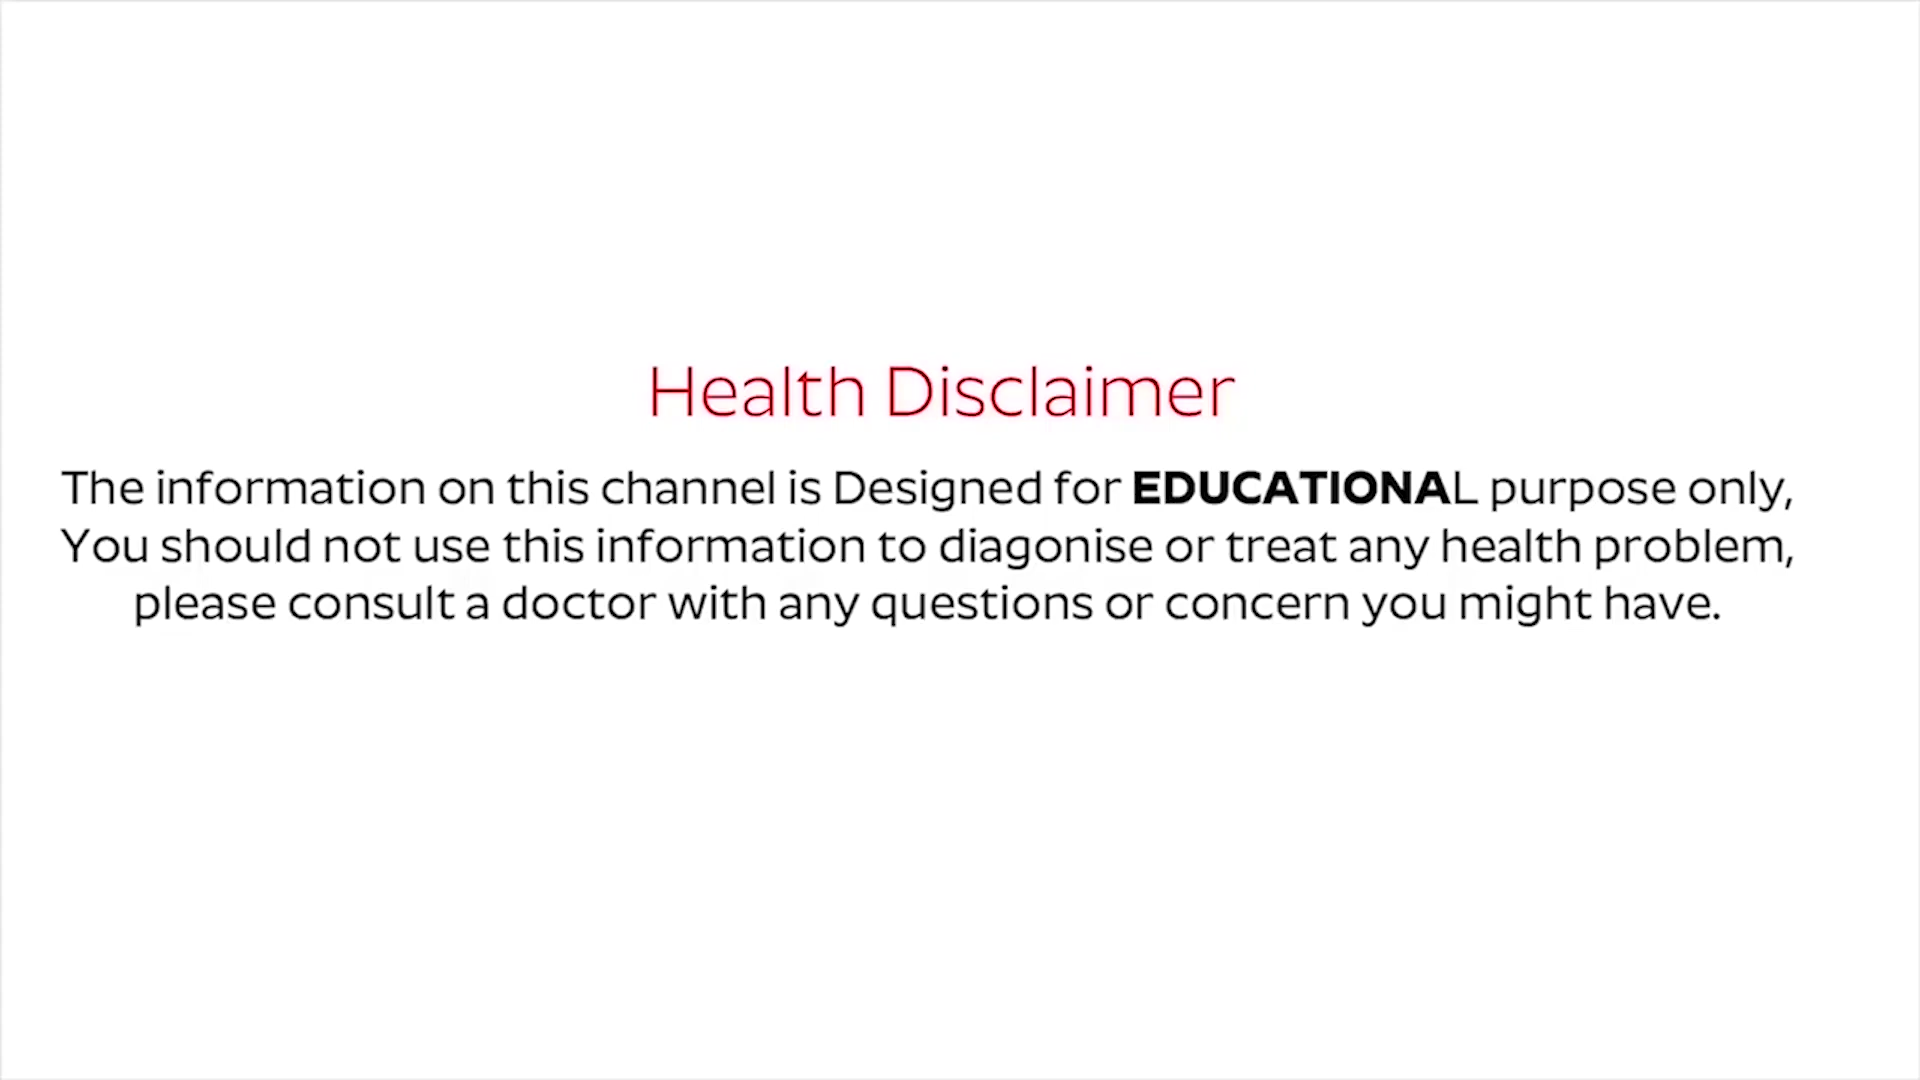 Health Disclaimer
The information on this channel is Designed for EDUCATIONAL purpose only,
You should not use this information to diagonise or treat any health problem,
please consult a doctor with any questions or concern you might have.